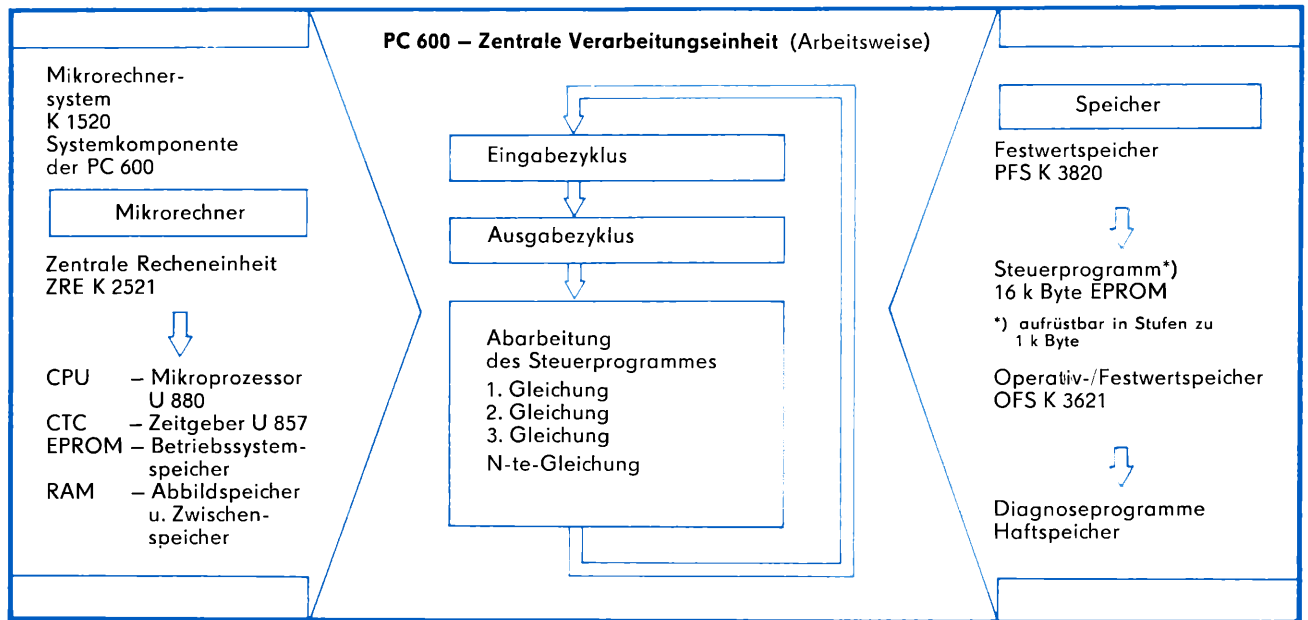 PC 600 – Zentrale Verarbeitungseinheit (Arbeitsweise)
Mikrorechner-
system
K 1520
Systemkomponente
der PC 600
Mikrorechner
Zentrale Recheneinheit
ZRE K 2521
CPU – Mikroprozessor
U 880
CTC – Zeitgeber U 857
EPROM – Betriebssystem-
speicher
RAM – Abbildspeicher
u. Zwischen-
speicher
Eingabezyklus
Ausgabezyklus
Abarbeitung
des Steuerprogrammes
1. Gleichung
2. Gleichung
3. Gleichung
N-te-Gleichung
Speicher
Festwertspeicher
PFS K 3820
Steuerprogramm*)
16 k Byte EPROM
*) aufrüstbar in Stufen zu
1 k Byte
Operativ-/Festwertspeicher
OFS K 3621
Diagnoseprogramme
Haftspeicher